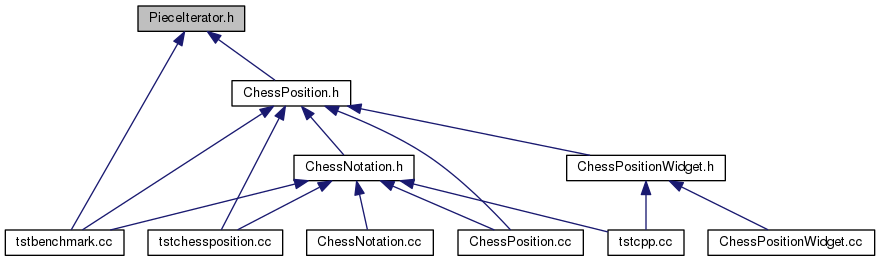 PieceIterator.h
ChessPosition.h
ChessNotation.h
ChessPositionWidget.h
tstbenchmark.cc
tstchessposition.cc
ChessNotation.cc
ChessPosition.cc
tstcpp.cc
ChessPositionWidget.cc